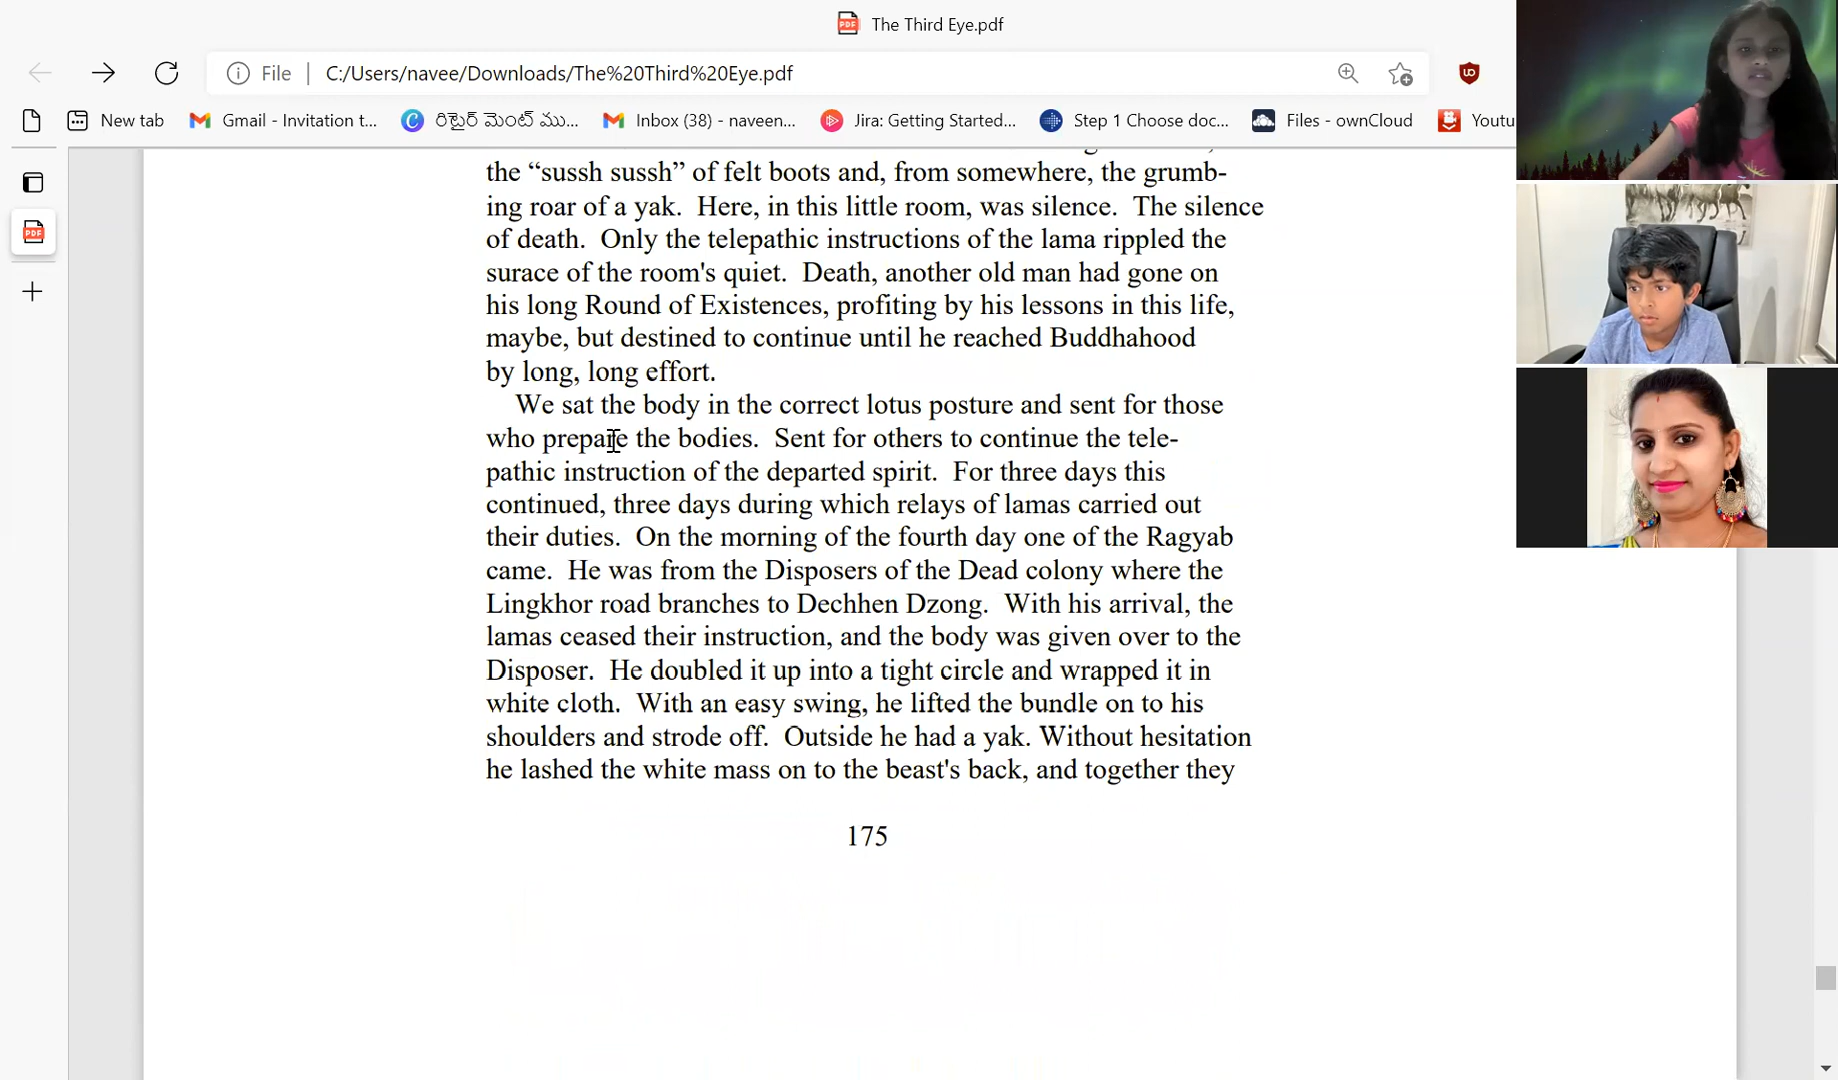 The Third Eye.pdf
File
C:/Users/navee/Downloads/The%20Third%20Eye.pdf
New tab
Gmail - Invitation t...
రిటైర్ మెంట్ ము...
Inbox (38) - naveen...
Jira: Getting Started...
Step 1 Choose doc...
Files - ownCloud
Youtu
the “sussh sussh” of felt boots and, from somewhere, the grumb-
ing roar of a yak. Here, in this little room, was silence. The silence
of death. Only the telepathic instructions of the lama rippled the
surace of the room's quiet. Death, another old man had gone on
his long Round of Existences, profiting by his lessons in this life,
maybe, but destined to continue until he reached Buddhahood
by long, long effort.
We sat the body in the correct lotus posture and sent for those
who prepare the bodies. Sent for others to continue the tele-
pathic instruction of the departed spirit. For three days this
continued, three days during which relays of lamas carried out
their duties. On the morning of the fourth day one of the Ragyab
came. He was from the Disposers of the Dead colony where the
Lingkhor road branches to Dechhen Dzong. With his arrival, the
lamas ceased their instruction, and the body was given over to the
Disposer. He doubled it up into a tight circle and wrapped it in
white cloth. With an easy swing, he lifted the bundle on to his
shoulders and strode off. Outside he had a yak. Without hesitation
he lashed the white mass on to the beast's back, and together they
175